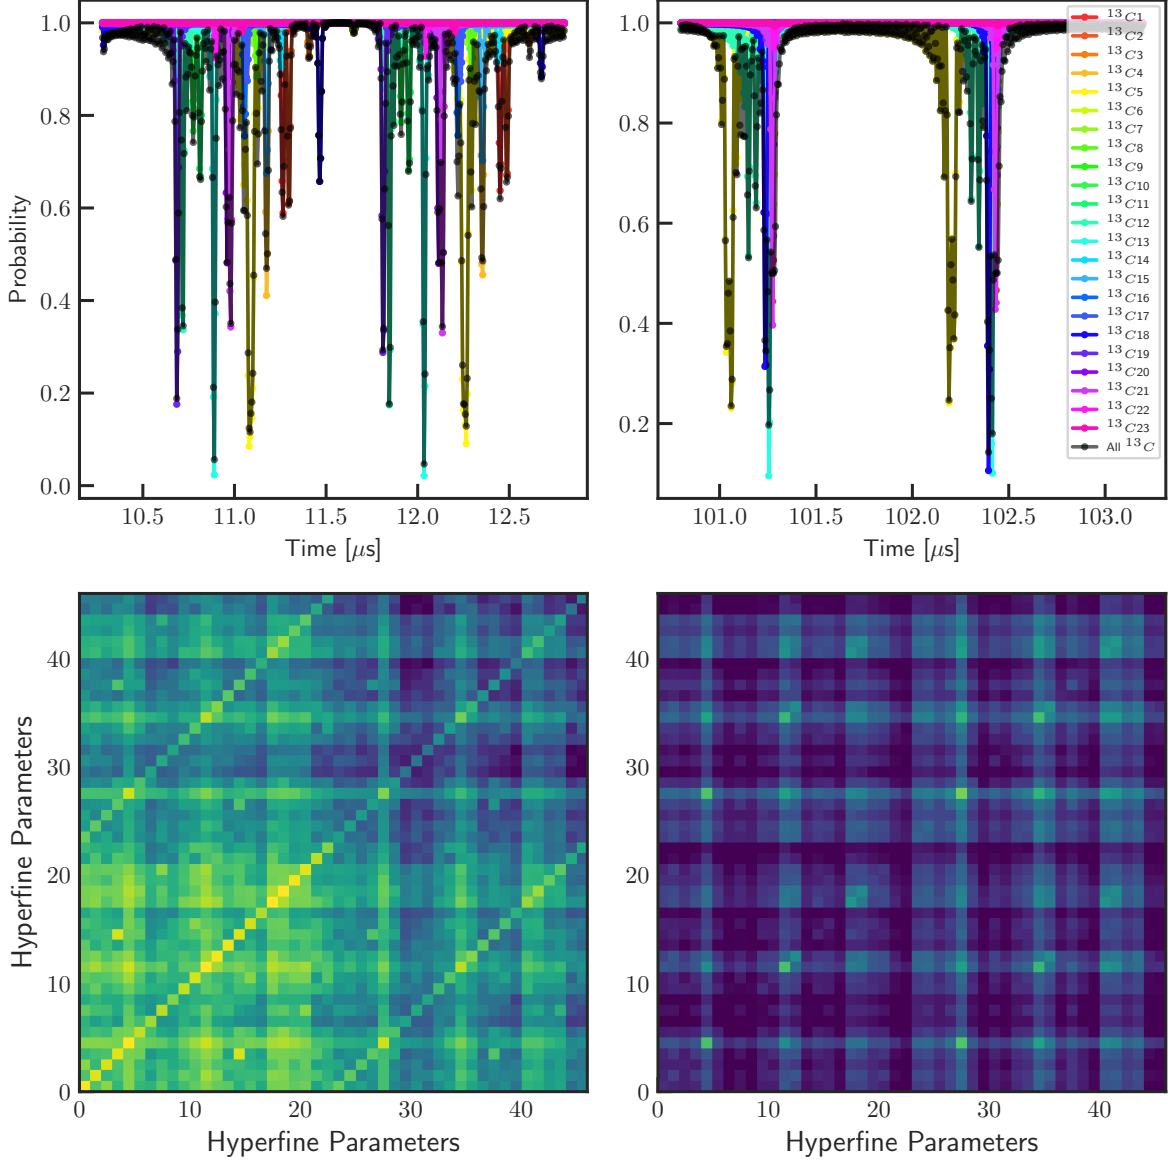 1.0
0.8
0.6
0.4
0.2
0.0
Probability
10.5 11.0 11.5 12.0 12.5
Time [μs]
1.0
0.8
0.6
0.4
0.2
101.0 101.5 102.0 102.5 103.0
Time [μs]
¹³C1
¹³C2
¹³C3
¹³C4
¹³C5
¹³C6
¹³C7
¹³C8
¹³C9
¹³C10
¹³C11
¹³C12
¹³C13
¹³C14
¹³C15
¹³C16
¹³C17
¹³C18
¹³C19
¹³C20
¹³C21
¹³C22
¹³C23
All ¹³C
40
30
20
10
0
Hyperfine Parameters
0 10 20 30 40
Hyperfine Parameters
40
30
20
10
0
0 10 20 30 40
Hyperfine Parameters